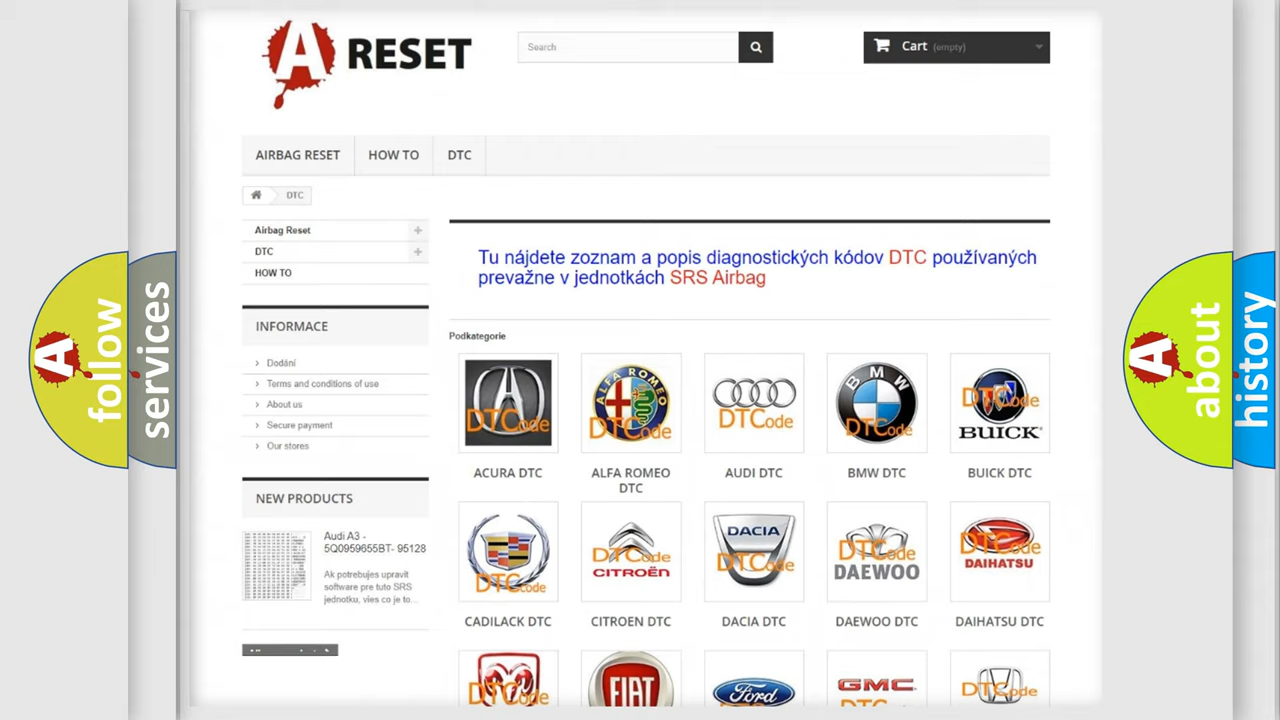 A RESET
Search
Cart (empty)
AIRBAG RESET
HOW TO
DTC
DTC
Airbag Reset
DTC
HOW TO
Tu nájdete zoznam a popis diagnostických kódov DTC používaných
prevažne v jednotkách SRS Airbag
INFORMACE
Dodání
Terms and conditions of use
About us
Secure payment
Our stores
Podkategorie
DTCode
ALFA ROMEO
DTCode
DTCode
BMW
DTCode
DTCode
BUICK
ACURA DTC
ALFA ROMEO
DTC
AUDI DTC
BMW DTC
BUICK DTC
NEW PRODUCTS
Audi A3 -
5Q0959655BT- 95128
Ak potrebujes upravit
software pre tuto SRS
jednotku, vies co je to...
DTCode
DTCode
CITROËN
DACIA
DTCode
DTCode
DAEWOO
DTCode
DAIHATSU
CADILACK DTC
CITROEN DTC
DACIA DTC
DAEWOO DTC
DAIHATSU DTC
DTCode
FIAT
Ford
GMC
DTCode
A follow
services
A about
history